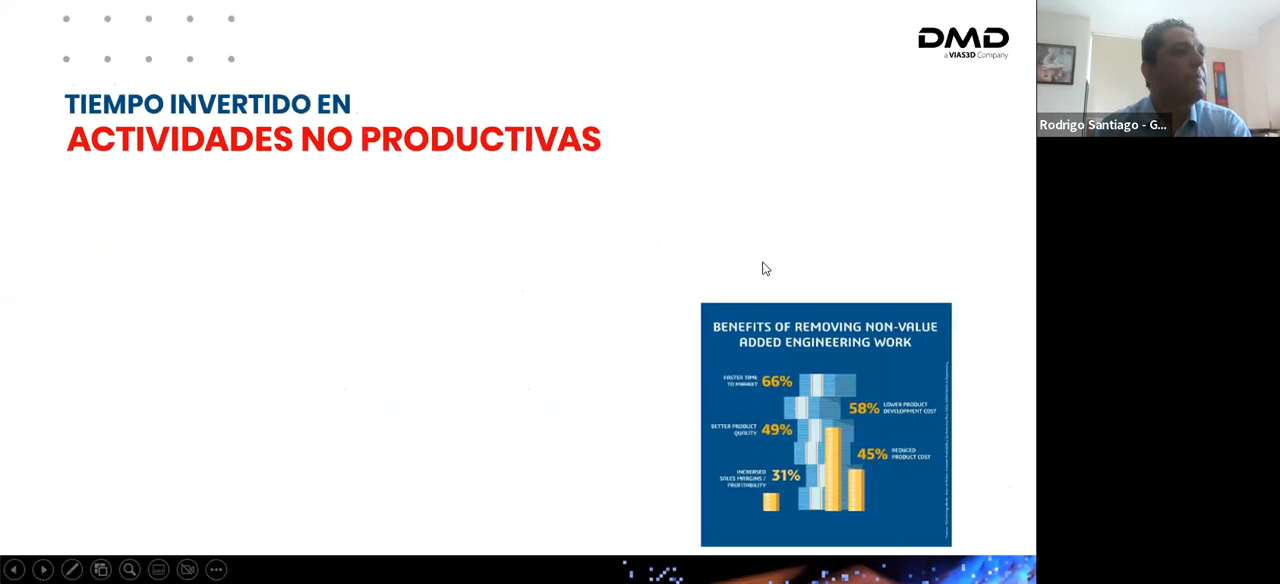 DMD
a VIAS3D Company
TIEMPO INVERTIDO EN
ACTIVIDADES NO PRODUCTIVAS
Rodrigo Santiago - G...
BENEFITS OF REMOVING NON-VALUE
ADDED ENGINEERING WORK
FASTER TIME
TO MARKET 66%
58% LOWER PRODUCT
DEVELOPMENT COST
BETTER PRODUCT
QUALITY 49%
45% REDUCED
PRODUCT COST
INCREASED
SALES MARGINS /
PROFITABILITY 31%